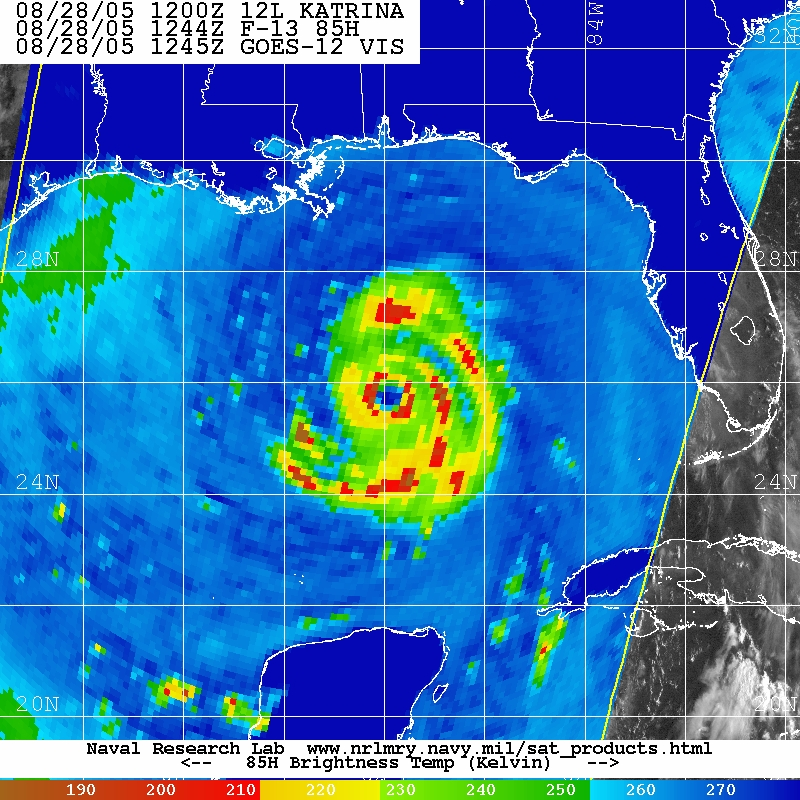 08/28/05 1200Z 12L KATRINA
08/28/05 1244Z F-13 85H
08/28/05 1245Z GOES-12 VIS
84W
32N
28N 28N
24N 24N
20N 20N
Naval Research Lab www.nrlmry.navy.mil/sat_products.html
<-- 85H Brightness Temp (Kelvin) -->
190 200 210 220 230 240 250 260 270